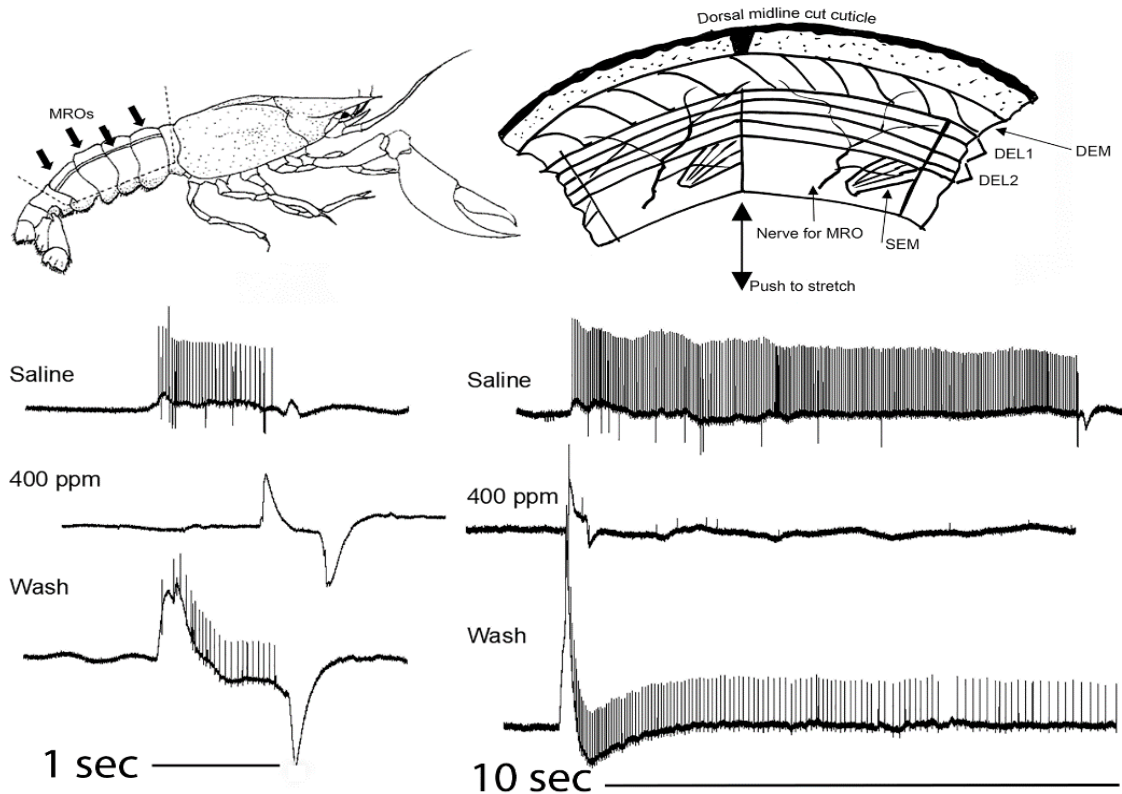 Dorsal midline cut cuticle
MROs
DEL1
DEM
DEL2
Nerve for MRO
SEM
Push to stretch
Saline
400 ppm
Wash
1 sec
Saline
400 ppm
Wash
10 sec